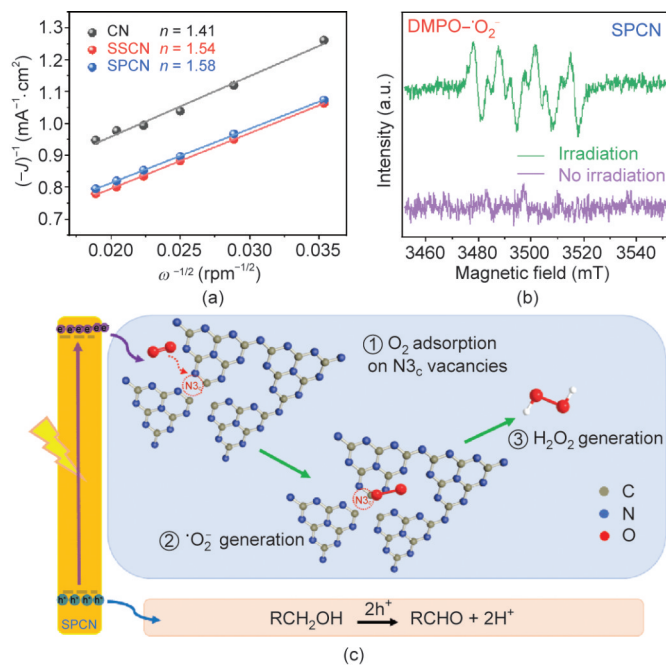 CN n = 1.41
SSCN n = 1.54
SPCN n = 1.58
(−J)⁻¹ (mA⁻¹·cm²)
1.3
1.2
1.1
1.0
0.9
0.8
0.7
0.020 0.025 0.030 0.035
ω⁻¹/² (rpm⁻¹/²)
(a)
DMPO–·O₂⁻ SPCN
Intensity (a.u.)
Irradiation
No irradiation
3460 3480 3500 3520 3540
Magnetic field (mT)
(b)
e e e e e
SPCN
h⁺ h⁺ h⁺ h⁺
N3c
① O₂ adsorption
on N3c vacancies
② ·O₂⁻ generation
N3c
③ H₂O₂ generation
C
N
O
RCH₂OH 2h⁺ → RCHO + 2H⁺
(c)